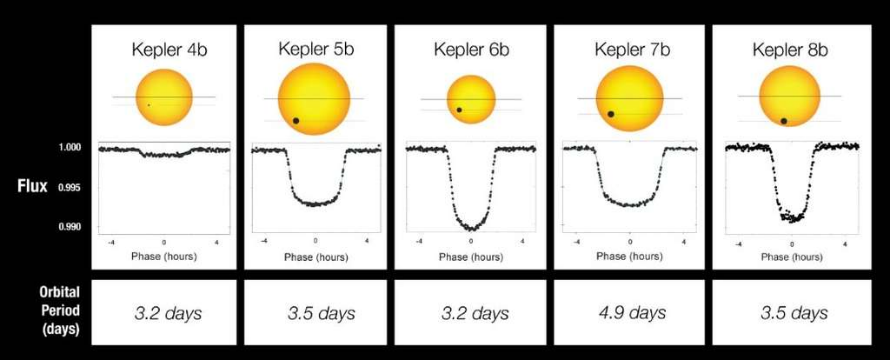 Kepler 4b Kepler 5b Kepler 6b Kepler 7b Kepler 8b
1.000
Flux 0.995
0.990
-4 0 4 -4 0 4 -4 0 4 -4 0 4 -4 0 4
Phase (hours) Phase (hours) Phase (hours) Phase (hours) Phase (hours)
Orbital
Period
(days)
3.2 days 3.5 days 3.2 days 4.9 days 3.5 days